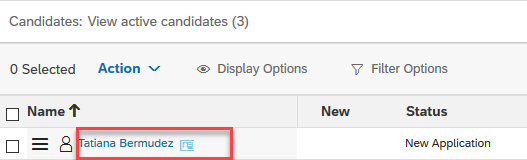 Candidates: View active candidates (3)
0 Selected Action Display Options Filter Options
Name New Status
Tatiana Bermudez New Application